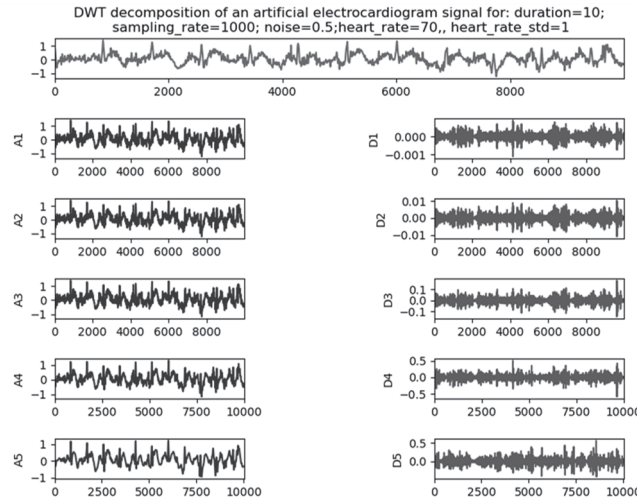 DWT decomposition of an artificial electrocardiogram signal for: duration=10;
sampling_rate=1000; noise=0.5;heart_rate=70,, heart_rate_std=1
1
0
−1
0 2000 4000 6000 8000
A1
1
0
−1
0 2000 4000 6000 8000
D1
0.000
−0.001
0 2000 4000 6000 8000
A2
1
0
−1
0 2000 4000 6000 8000
D2
0.01
0.00
−0.01
0 2000 4000 6000 8000
A3
1
0
−1
0 2000 4000 6000 8000
D3
0.1
0.0
−0.1
0 2000 4000 6000 8000
A4
1
0
−1
0 2500 5000 7500 10000
D4
0.5
0.0
−0.5
0 2500 5000 7500 10000
A5
1
0
−1
0 2500 5000 7500 10000
D5
0.5
0.0
0 2500 5000 7500 10000